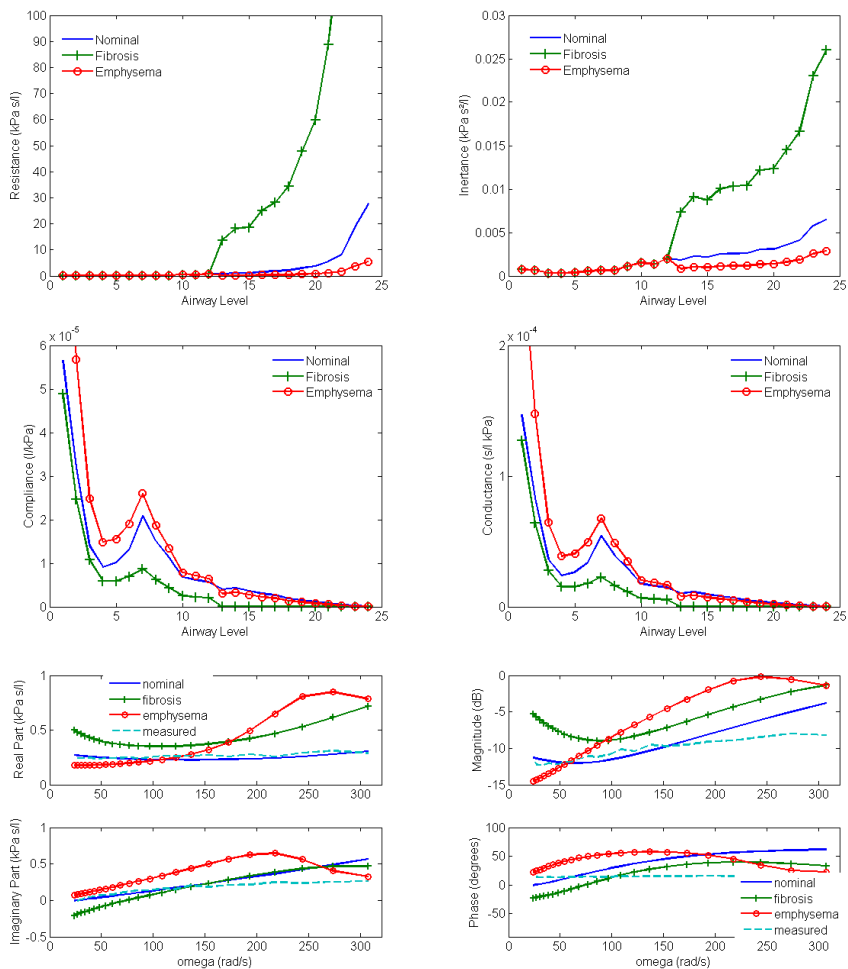 100
90
80
70
60
50
40
30
20
10
0
Resistance (kPa s/l)
Nominal
Fibrosis
Emphysema
0 5 10 15 20 25
Airway Level
0.03
0.025
0.02
0.015
0.01
0.005
0
Inertance (kPa s²/l)
Nominal
Fibrosis
Emphysema
0 5 10 15 20 25
Airway Level
6 x 10⁻⁵
5
4
3
2
1
0
Compliance (l/kPa)
Nominal
Fibrosis
Emphysema
0 5 10 15 20 25
Airway Level
2 x 10⁻⁴
1
0
Conductance (s/l kPa)
Nominal
Fibrosis
Emphysema
0 5 10 15 20 25
Airway Level
1
0.5
0
Real Part (kPa s/l)
nominal
fibrosis
emphysema
measured
0 50 100 150 200 250 300
0
-5
-10
-15
Magnitude (dB)
0 50 100 150 200 250 300
1
0.5
0
-0.5
Imaginary Part (kPa s/l)
0 50 100 150 200 250 300
omega (rad/s)
100
50
0
-50
Phase (degrees)
nominal
fibrosis
emphysema
measured
0 50 100 150 200 250 300
omega (rad/s)